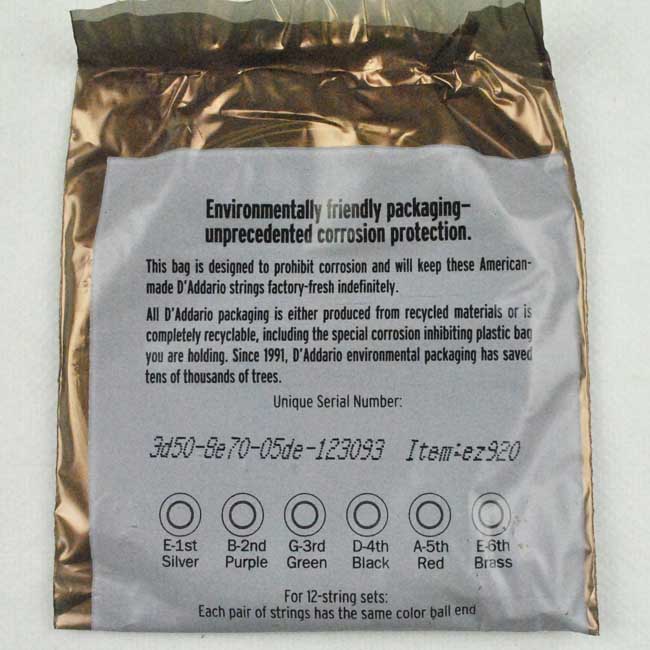 Environmentally friendly packaging–
unprecedented corrosion protection.
This bag is designed to prohibit corrosion and will keep these American-
made D'Addario strings factory-fresh indefinitely.
All D'Addario packaging is either produced from recycled materials or is
completely recyclable, including the special corrosion inhibiting plastic bag
you are holding. Since 1991, D'Addario environmental packaging has saved
tens of thousands of trees.
Unique Serial Number:
3d50-8e70-05de-123093 Item:ez920
E-1st B-2nd G-3rd D-4th A-5th E-6th
Silver Purple Green Black Red Brass
For 12-string sets:
Each pair of strings has the same color ball end